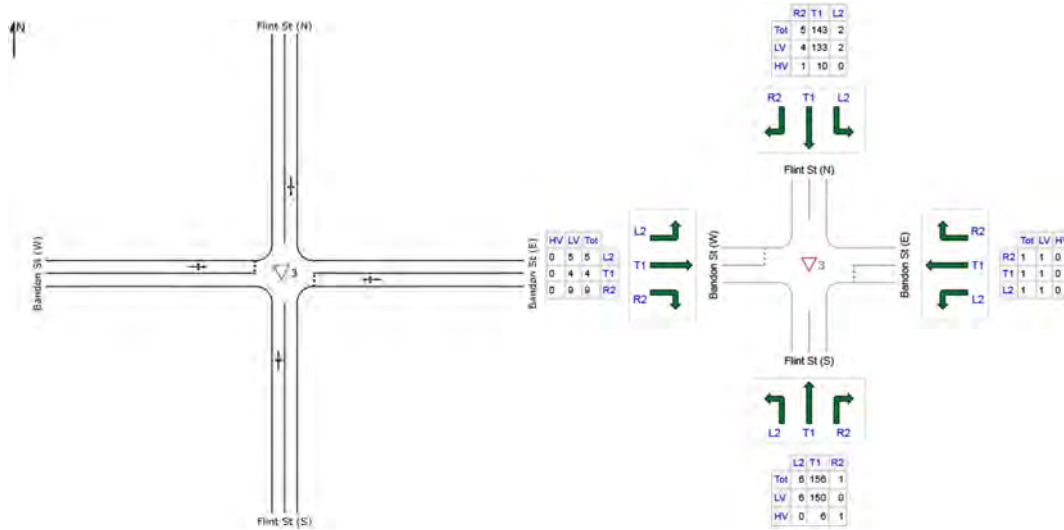 N
Flint St (N)
Bandon St (W)
Bandon St (E)
3
Flint St (S)
R2 T1 L2
Tot 5 143 2
LV 4 133 2
HV 1 10 0
R2 T1 L2
Flint St (N)
HV LV Tot
0 5 5 L2
0 4 4 T1
0 9 9 R2
L2
T1
R2
Bandon St (W)
3
Bandon St (E)
R2
T1
L2
Tot LV H
R2 1 1 0
T1 1 1 0
L2 1 1 0
Flint St (S)
L2 T1 R2
L2 T1 R2
Tot 6 156 1
LV 6 150 0
HV 0 6 1